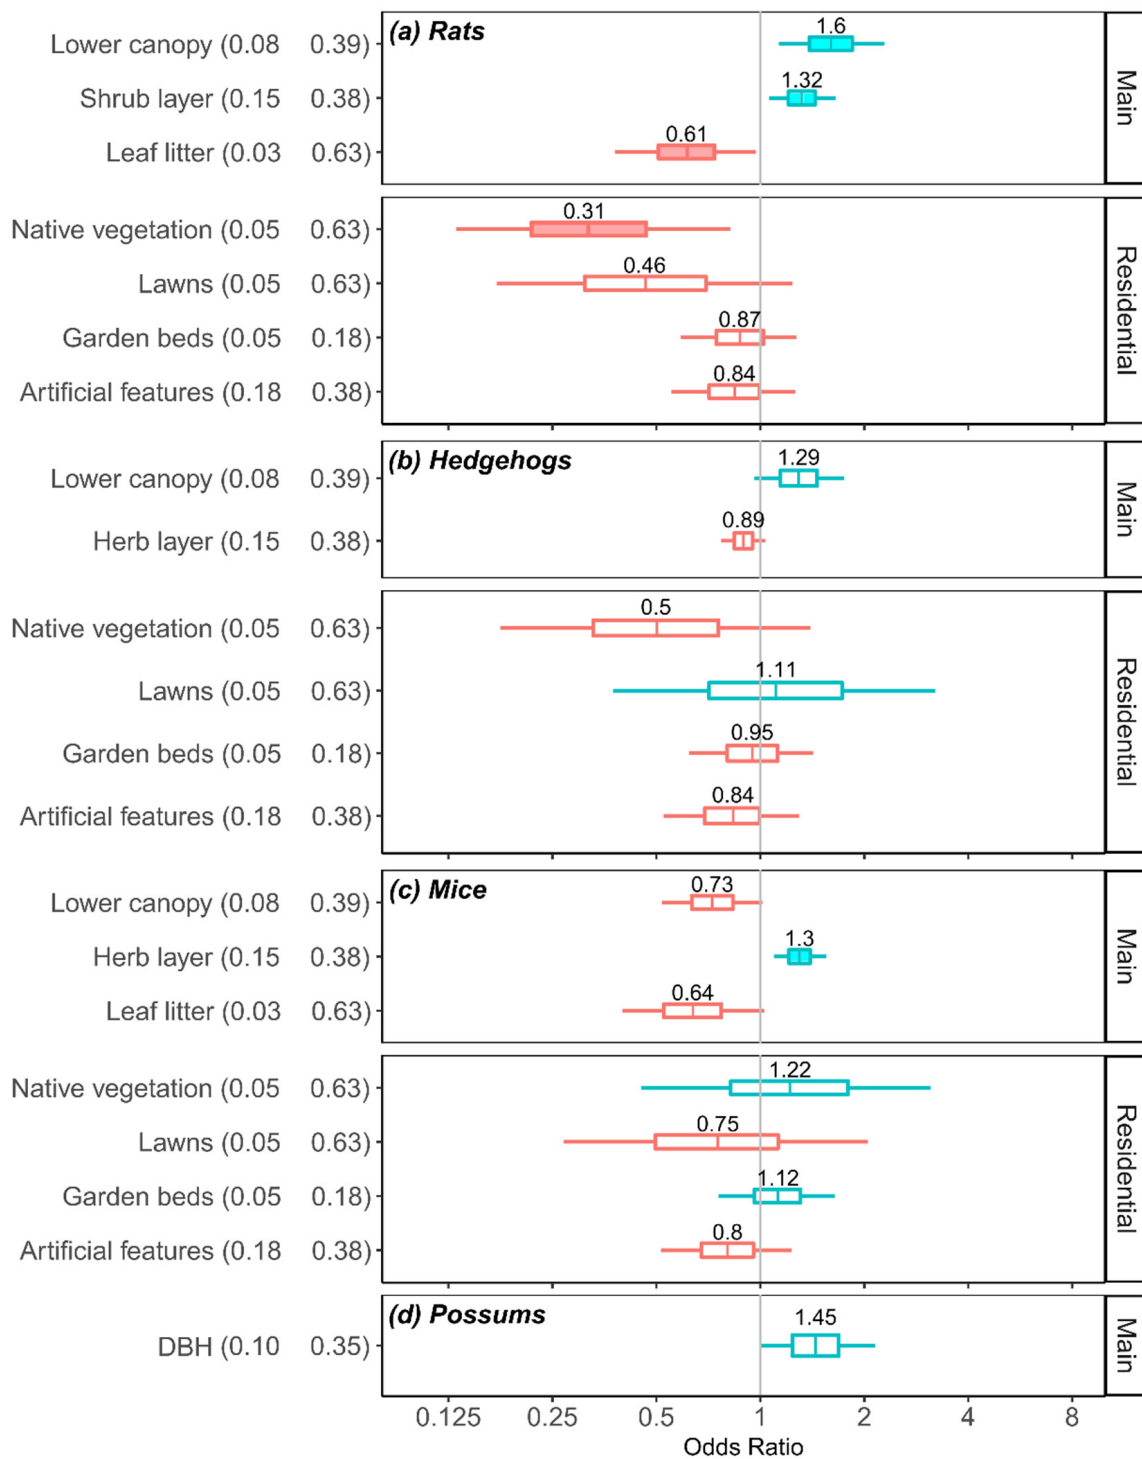 (a) Rats
Lower canopy (0.08 0.39) 1.6
Shrub layer (0.15 0.38) 1.32
Leaf litter (0.03 0.63) 0.61
Main
Native vegetation (0.05 0.63) 0.31
Lawns (0.05 0.63) 0.46
Garden beds (0.05 0.18) 0.87
Artificial features (0.18 0.38) 0.84
Residential
(b) Hedgehogs
Lower canopy (0.08 0.39) 1.29
Herb layer (0.15 0.38) 0.89
Main
Native vegetation (0.05 0.63) 0.5
Lawns (0.05 0.63) 1.11
Garden beds (0.05 0.18) 0.95
Artificial features (0.18 0.38) 0.84
Residential
(c) Mice
Lower canopy (0.08 0.39) 0.73
Herb layer (0.15 0.38) 1.3
Leaf litter (0.03 0.63) 0.64
Main
Native vegetation (0.05 0.63) 1.22
Lawns (0.05 0.63) 0.75
Garden beds (0.05 0.18) 1.12
Artificial features (0.18 0.38) 0.8
Residential
(d) Possums
DBH (0.10 0.35) 1.45
Main
0.125 0.25 0.5 1 2 4 8
Odds Ratio